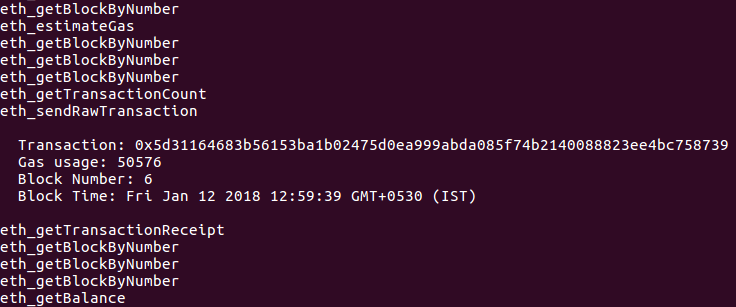 eth_getBlockByNumber
eth_estimateGas
eth_getBlockByNumber
eth_getBlockByNumber
eth_getBlockByNumber
eth_getTransactionCount
eth_sendRawTransaction
Transaction: 0x5d31164683b56153ba1b02475d0ea999abda085f74b2140088823ee4bc758739
Gas usage: 50576
Block Number: 6
Block Time: Fri Jan 12 2018 12:59:39 GMT+0530 (IST)
eth_getTransactionReceipt
eth_getBlockByNumber
eth_getBlockByNumber
eth_getBlockByNumber
eth_getBalance